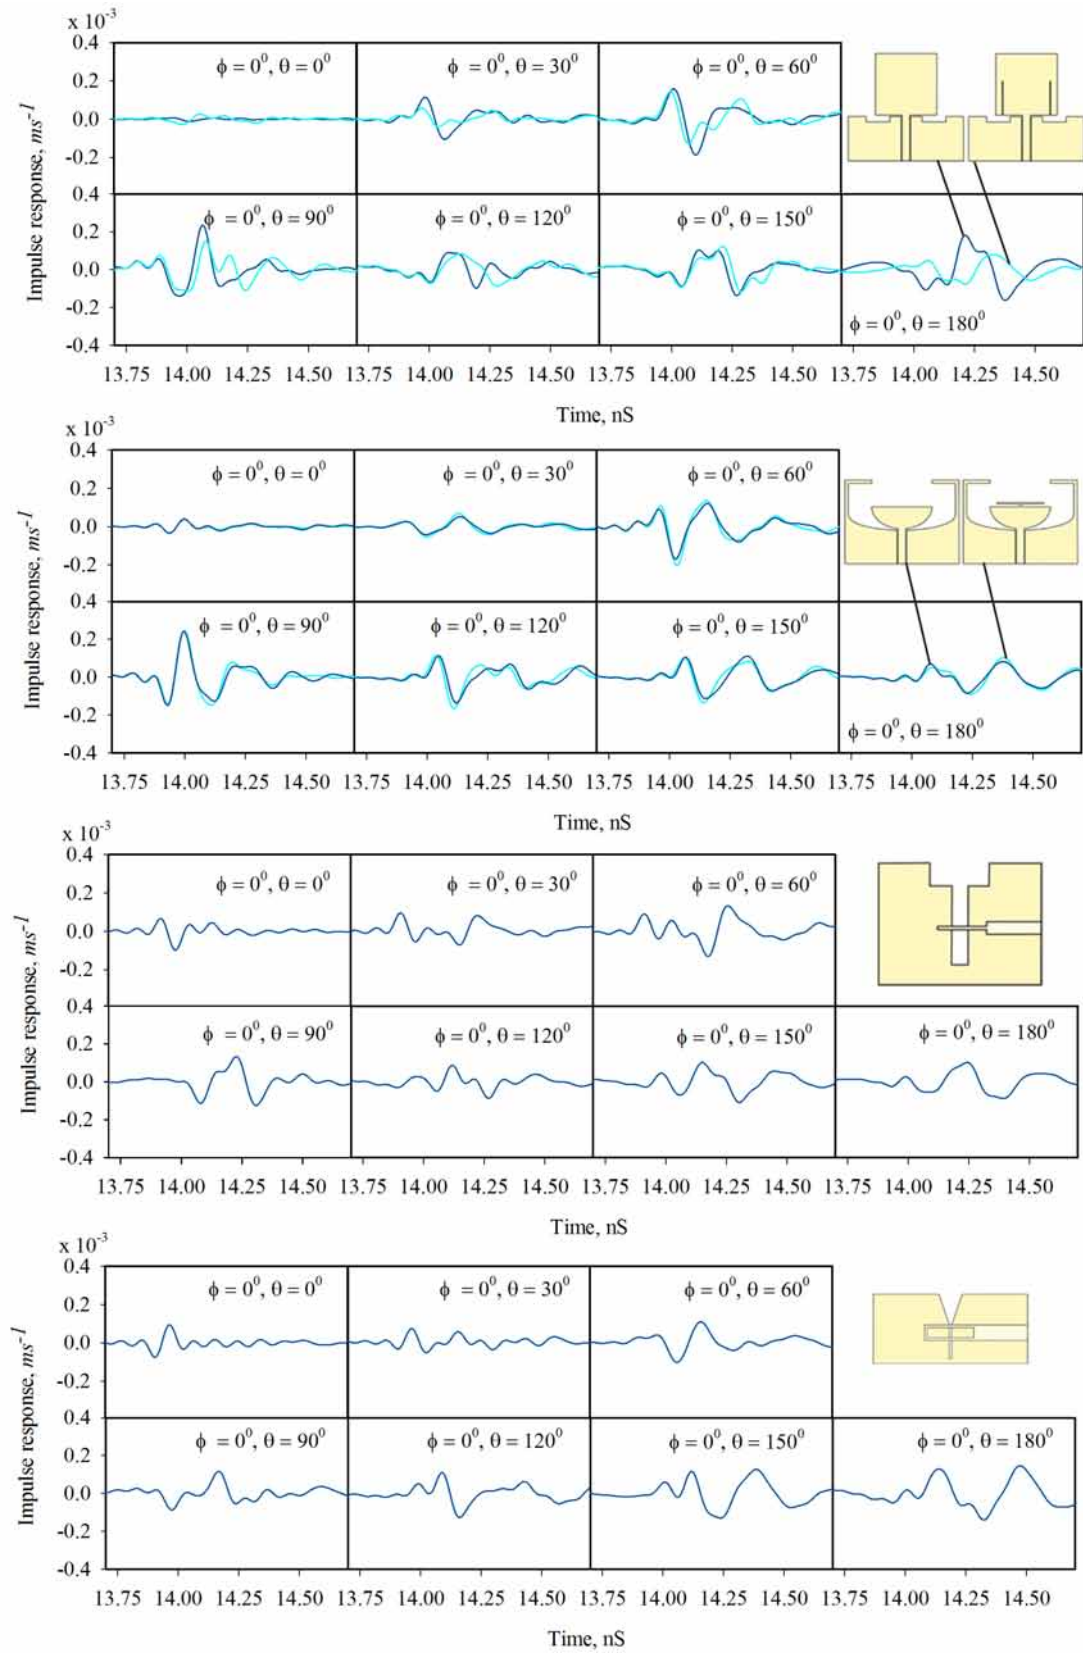 x 10⁻³
0.4
ϕ = 0⁰, θ = 0⁰
ϕ = 0⁰, θ = 30⁰
ϕ = 0⁰, θ = 60⁰
0.2
0.0
-0.2
0.4
ϕ = 0⁰, θ = 90⁰
ϕ = 0⁰, θ = 120⁰
ϕ = 0⁰, θ = 150⁰
0.2
0.0
-0.2
ϕ = 0⁰, θ = 180⁰
-0.4
Impulse response, ms⁻¹
13.75 14.00 14.25 14.50 13.75 14.00 14.25 14.50 13.75 14.00 14.25 14.50 13.75 14.00 14.25 14.50
Time, nS
x 10⁻³
0.4
ϕ = 0⁰, θ = 0⁰
ϕ = 0⁰, θ = 30⁰
ϕ = 0⁰, θ = 60⁰
0.2
0.0
-0.2
0.4
ϕ = 0⁰, θ = 90⁰
ϕ = 0⁰, θ = 120⁰
ϕ = 0⁰, θ = 150⁰
0.2
0.0
-0.2
ϕ = 0⁰, θ = 180⁰
-0.4
Impulse response, ms⁻¹
13.75 14.00 14.25 14.50 13.75 14.00 14.25 14.50 13.75 14.00 14.25 14.50 13.75 14.00 14.25 14.50
Time, nS
x 10⁻³
0.4
ϕ = 0⁰, θ = 0⁰
ϕ = 0⁰, θ = 30⁰
ϕ = 0⁰, θ = 60⁰
0.2
0.0
-0.2
0.4
ϕ = 0⁰, θ = 90⁰
ϕ = 0⁰, θ = 120⁰
ϕ = 0⁰, θ = 150⁰
ϕ = 0⁰, θ = 180⁰
0.2
0.0
-0.2
-0.4
Impulse response, ms⁻¹
13.75 14.00 14.25 14.50 13.75 14.00 14.25 14.50 13.75 14.00 14.25 14.50 13.75 14.00 14.25 14.50
Time, nS
x 10⁻³
0.4
ϕ = 0⁰, θ = 0⁰
ϕ = 0⁰, θ = 30⁰
ϕ = 0⁰, θ = 60⁰
0.2
0.0
-0.2
0.4
ϕ = 0⁰, θ = 90⁰
ϕ = 0⁰, θ = 120⁰
ϕ = 0⁰, θ = 150⁰
ϕ = 0⁰, θ = 180⁰
0.2
0.0
-0.2
-0.4
Impulse response, ms⁻¹
13.75 14.00 14.25 14.50 13.75 14.00 14.25 14.50 13.75 14.00 14.25 14.50 13.75 14.00 14.25 14.50
Time, nS